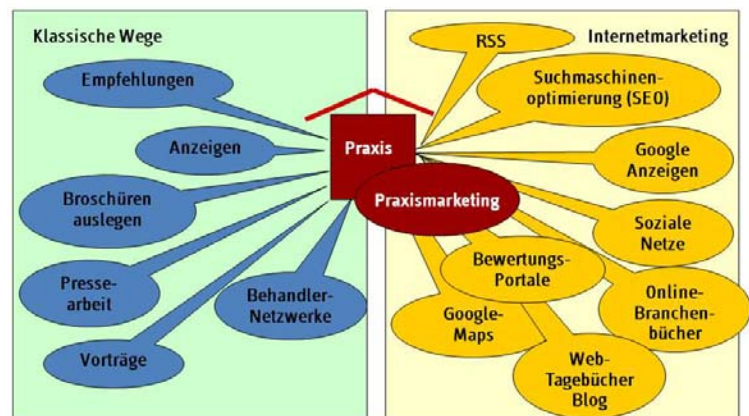 Klassische Wege
Empfehlungen
Anzeigen
Broschüren
auslegen
Presse-
arbeit
Vorträge
Behandler-
Netzwerke
Praxis
Praxismarketing
Internetmarketing
RSS
Suchmaschinen-
optimierung (SEO)
Google
Anzeigen
Soziale
Netze
Bewertungs-
Portale
Online-
Branchen-
bücher
Google-
Maps
Web-
Tagebücher
Blog